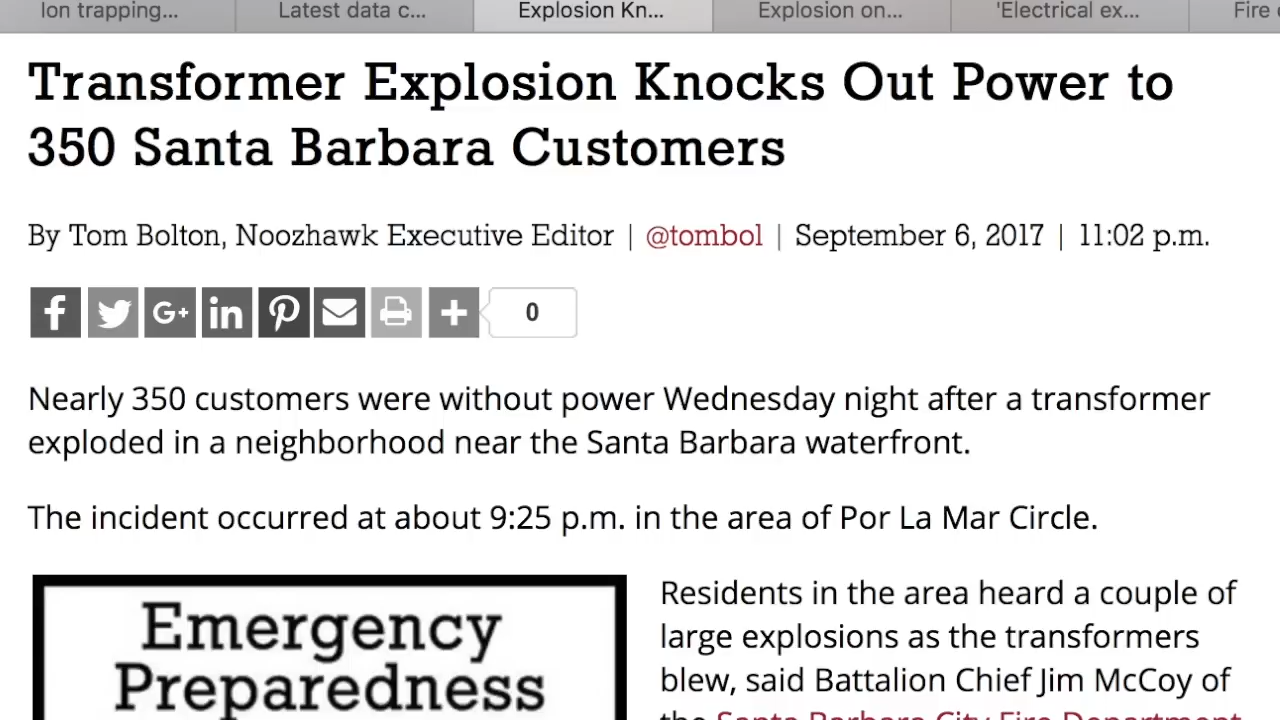 Ion trapping...
Latest data c...
Explosion Kn...
Explosion on...
'Electrical ex...
Fire
Transformer Explosion Knocks Out Power to
350 Santa Barbara Customers
By Tom Bolton, Noozhawk Executive Editor | @tombol | September 6, 2017 | 11:02 p.m.
f
G+
in
+
0
Nearly 350 customers were without power Wednesday night after a transformer
exploded in a neighborhood near the Santa Barbara waterfront.
The incident occurred at about 9:25 p.m. in the area of Por La Mar Circle.
Emergency
Preparedness
Residents in the area heard a couple of
large explosions as the transformers
blew, said Battalion Chief Jim McCoy of
the Santa Barbara City Fire Department